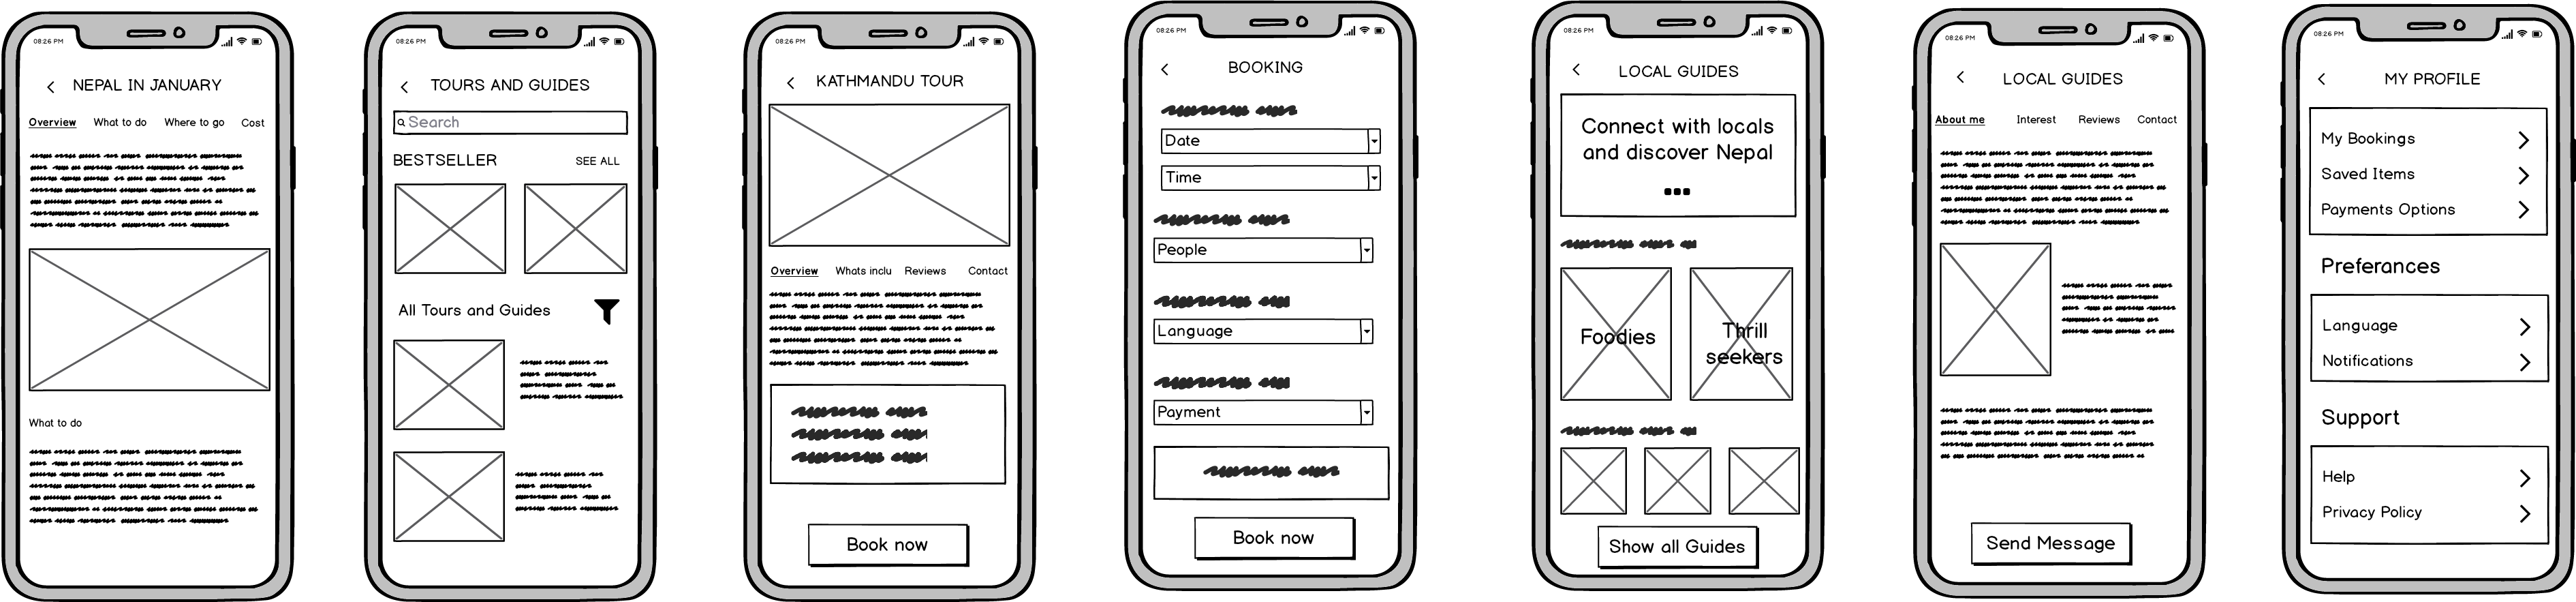 08:26 PM
NEPAL IN JANUARY
Overview What to do Where to go Cost
What to do
08:26 PM
TOURS AND GUIDES
Search
BESTSELLER SEE ALL
All Tours and Guides
08:26 PM
KATHMANDU TOUR
Overview Whats inclu Reviews Contact
Book now
08:26 PM
BOOKING
Date
Time
People
Language
Payment
Book now
08:26 PM
LOCAL GUIDES
Connect with locals
and discover Nepal
Foodies
Thrill
seekers
Show all Guides
08:26 PM
LOCAL GUIDES
About me Interest Reviews Contact
Send Message
08:26 PM
MY PROFILE
My Bookings
Saved Items
Payments Options
Preferances
Language
Notifications
Support
Help
Privacy Policy